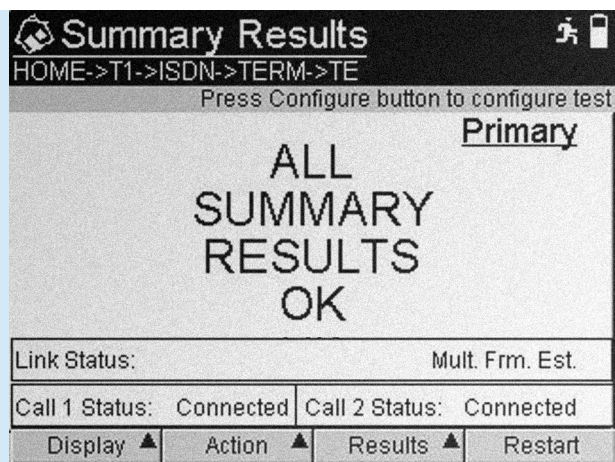 Summary Results
HOME->T1->ISDN->TERM->TE
Press Configure button to configure test
Primary
ALL
SUMMARY
RESULTS
OK
Link Status: Mult. Frm. Est.
Call 1 Status: Connected Call 2 Status: Connected
Display Action Results Restart